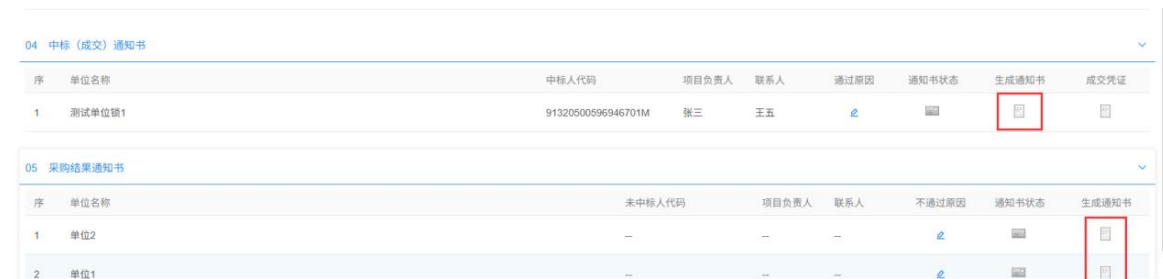 04 中标（成交）通知书
序 单位名称 中标人代码 项目负责人 联系人 通过原因 通知书状态 生成通知书 成交凭证
1 测试单位锁1 91320500596946701M 张三 王五
05 采购结果通知书
序 单位名称 未中标人代码 项目负责人 联系人 不通过原因 通知书状态 生成通知书
1 单位2 -- -- --
2 单位1 -- -- --